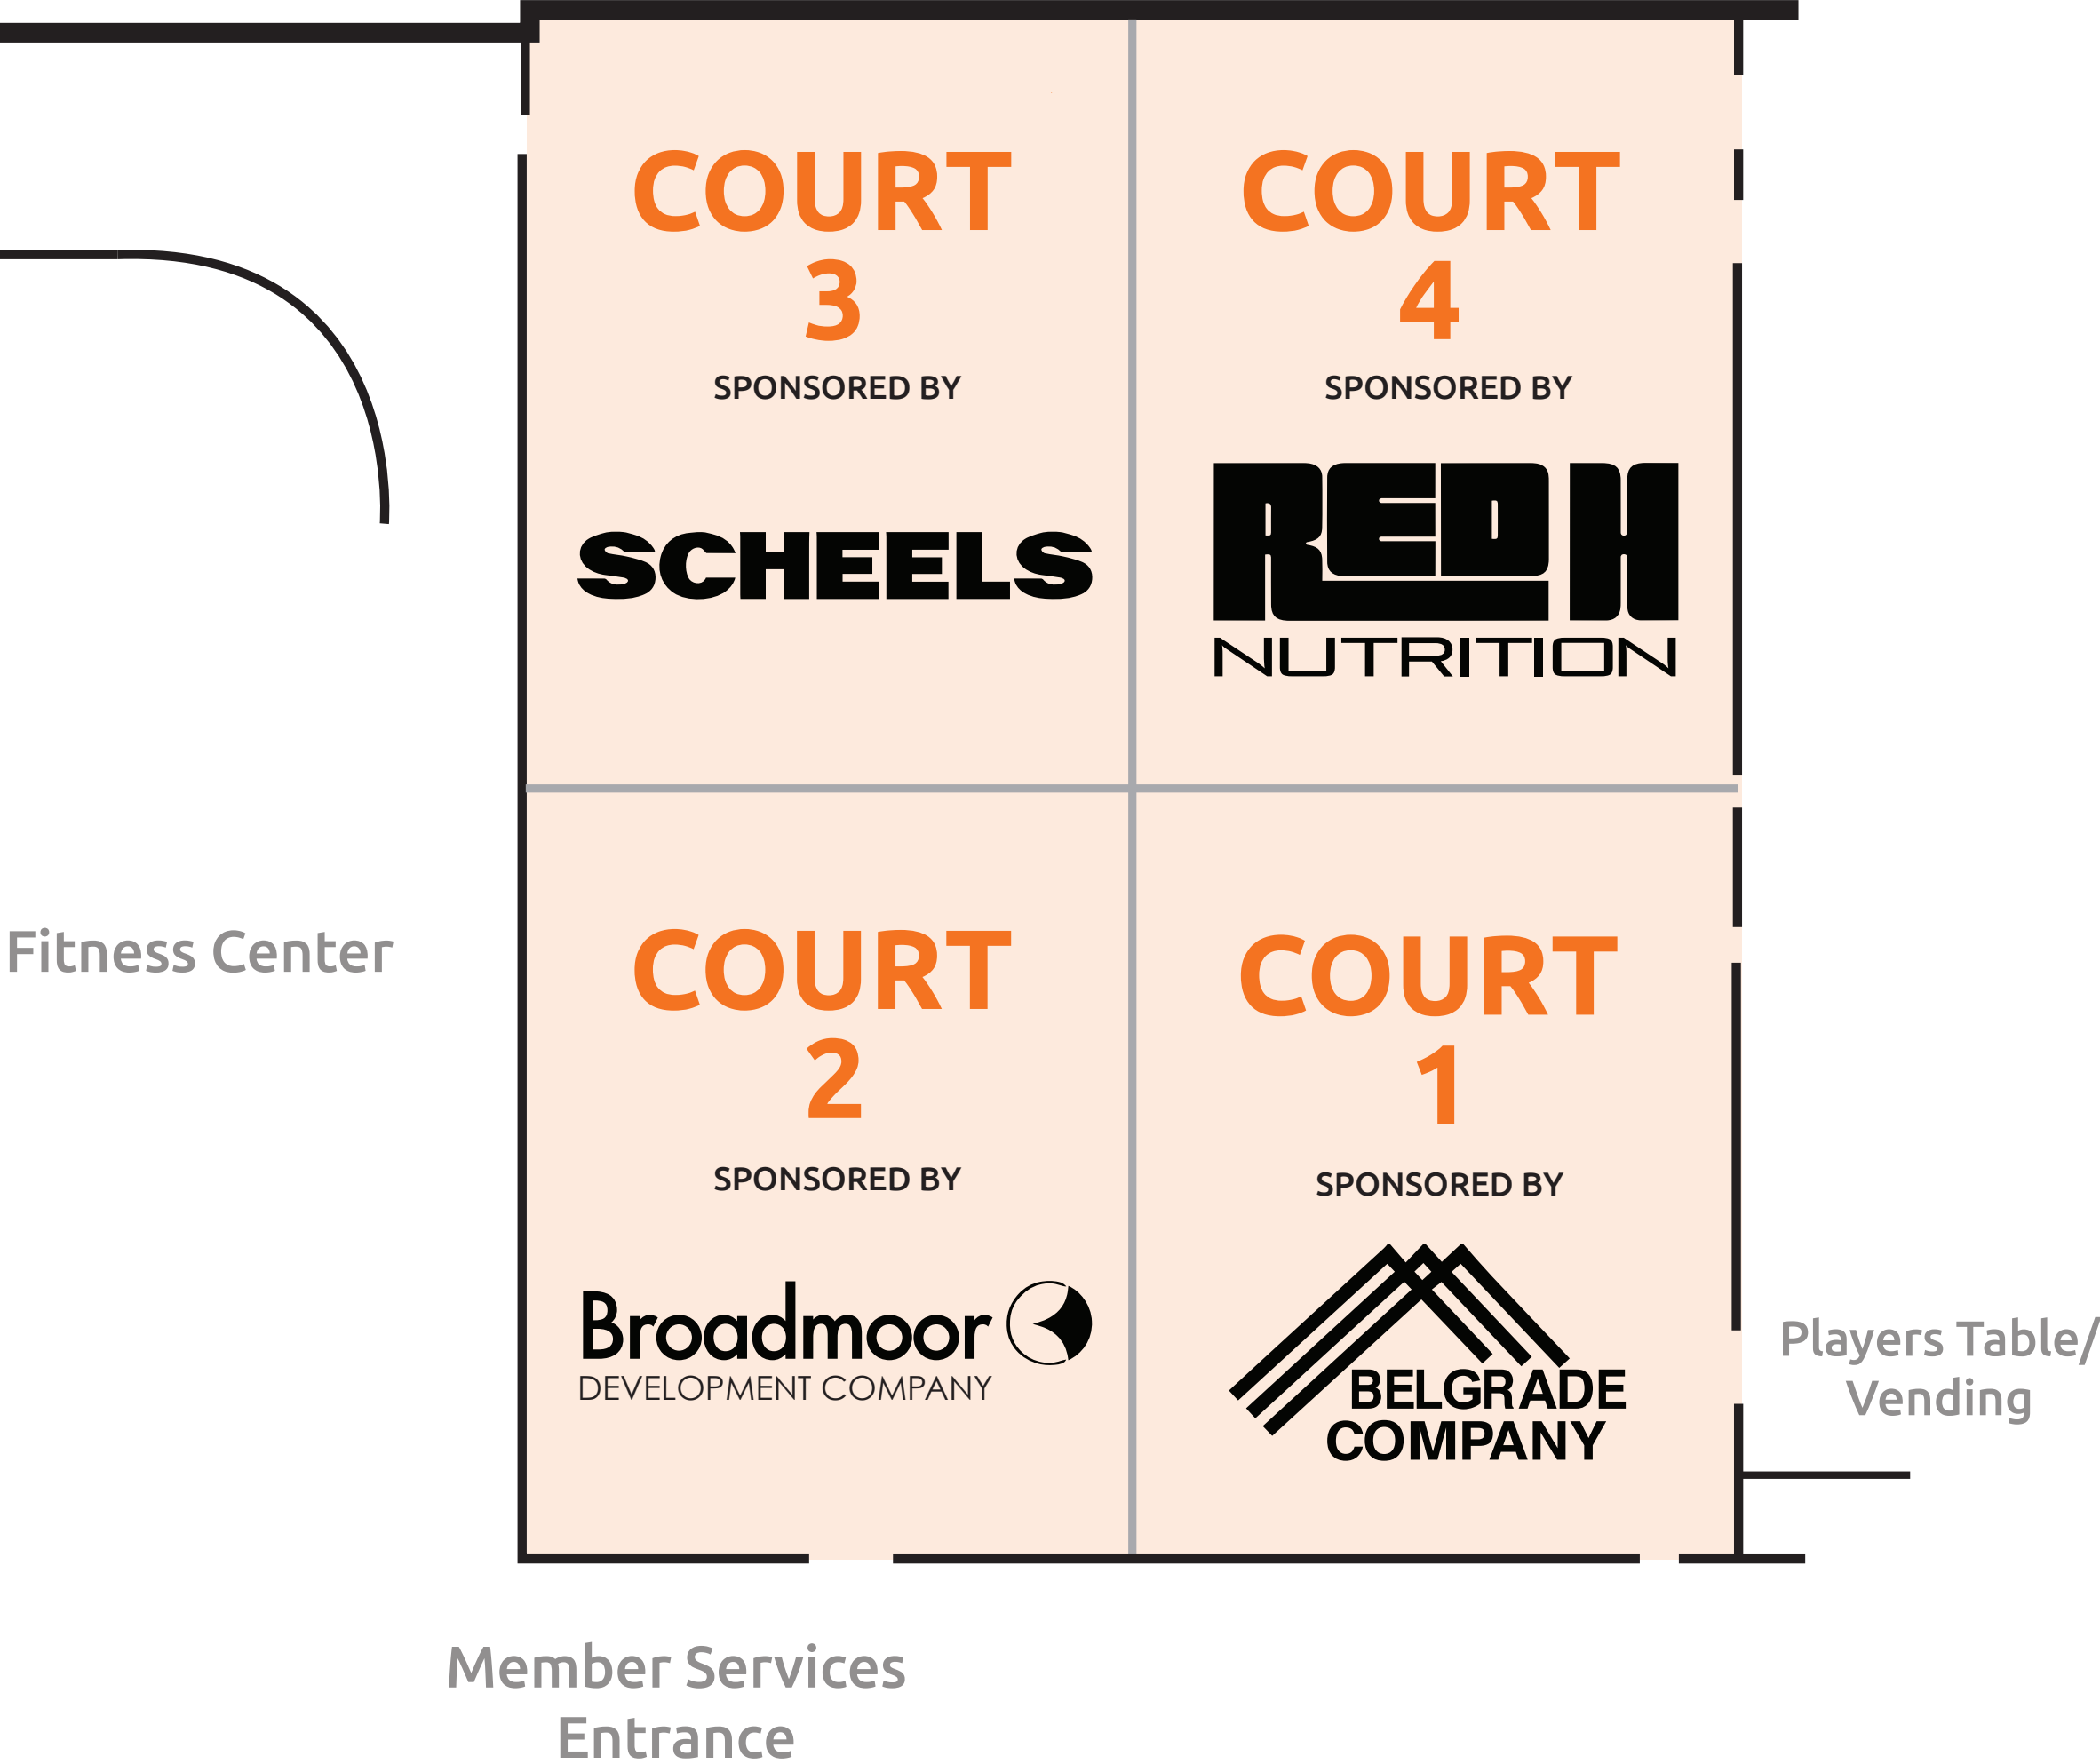 COURT
3
SPONSORED BY
SCHEELS
COURT
4
SPONSORED BY
REDH
NUTRITION
Fitness Center
COURT
2
SPONSORED BY
Broadmoor
DEVELOPMENT COMPANY
COURT
1
SPONSORED BY
BELGRADE
COMPANY
Players Table/
Vending
Member Services
Entrance